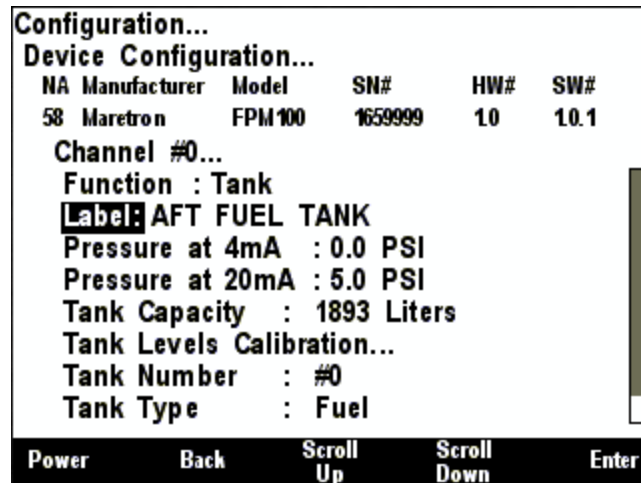 Configuration...
Device Configuration...
NA Manufacturer Model SN# HW# SW#
58 Maretron FPM100 1659999 1.0 1.0.1
Channel #0...
Function : Tank
Label: AFT FUEL TANK
Pressure at 4mA : 0.0 PSI
Pressure at 20mA : 5.0 PSI
Tank Capacity : 1893 Liters
Tank Levels Calibration...
Tank Number : #0
Tank Type : Fuel
Power Back Scroll Up Scroll Down Enter